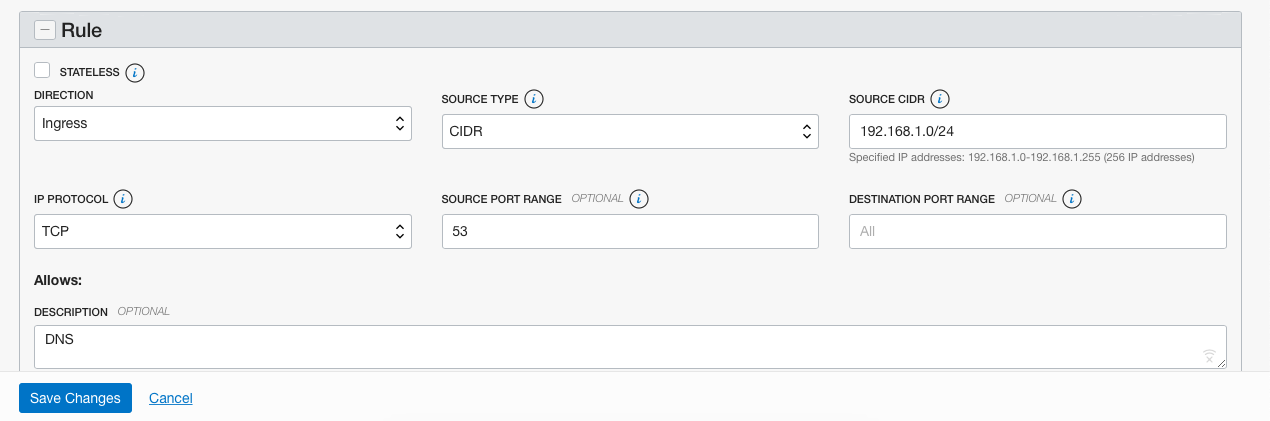 Rule
STATELESS i
DIRECTION
Ingress
SOURCE TYPE i
CIDR
SOURCE CIDR i
192.168.1.0/24
Specified IP addresses: 192.168.1.0-192.168.1.255 (256 IP addresses)
IP PROTOCOL i
TCP
SOURCE PORT RANGE OPTIONAL i
53
DESTINATION PORT RANGE OPTIONAL i
All
Allows:
DESCRIPTION OPTIONAL
DNS
Save Changes Cancel